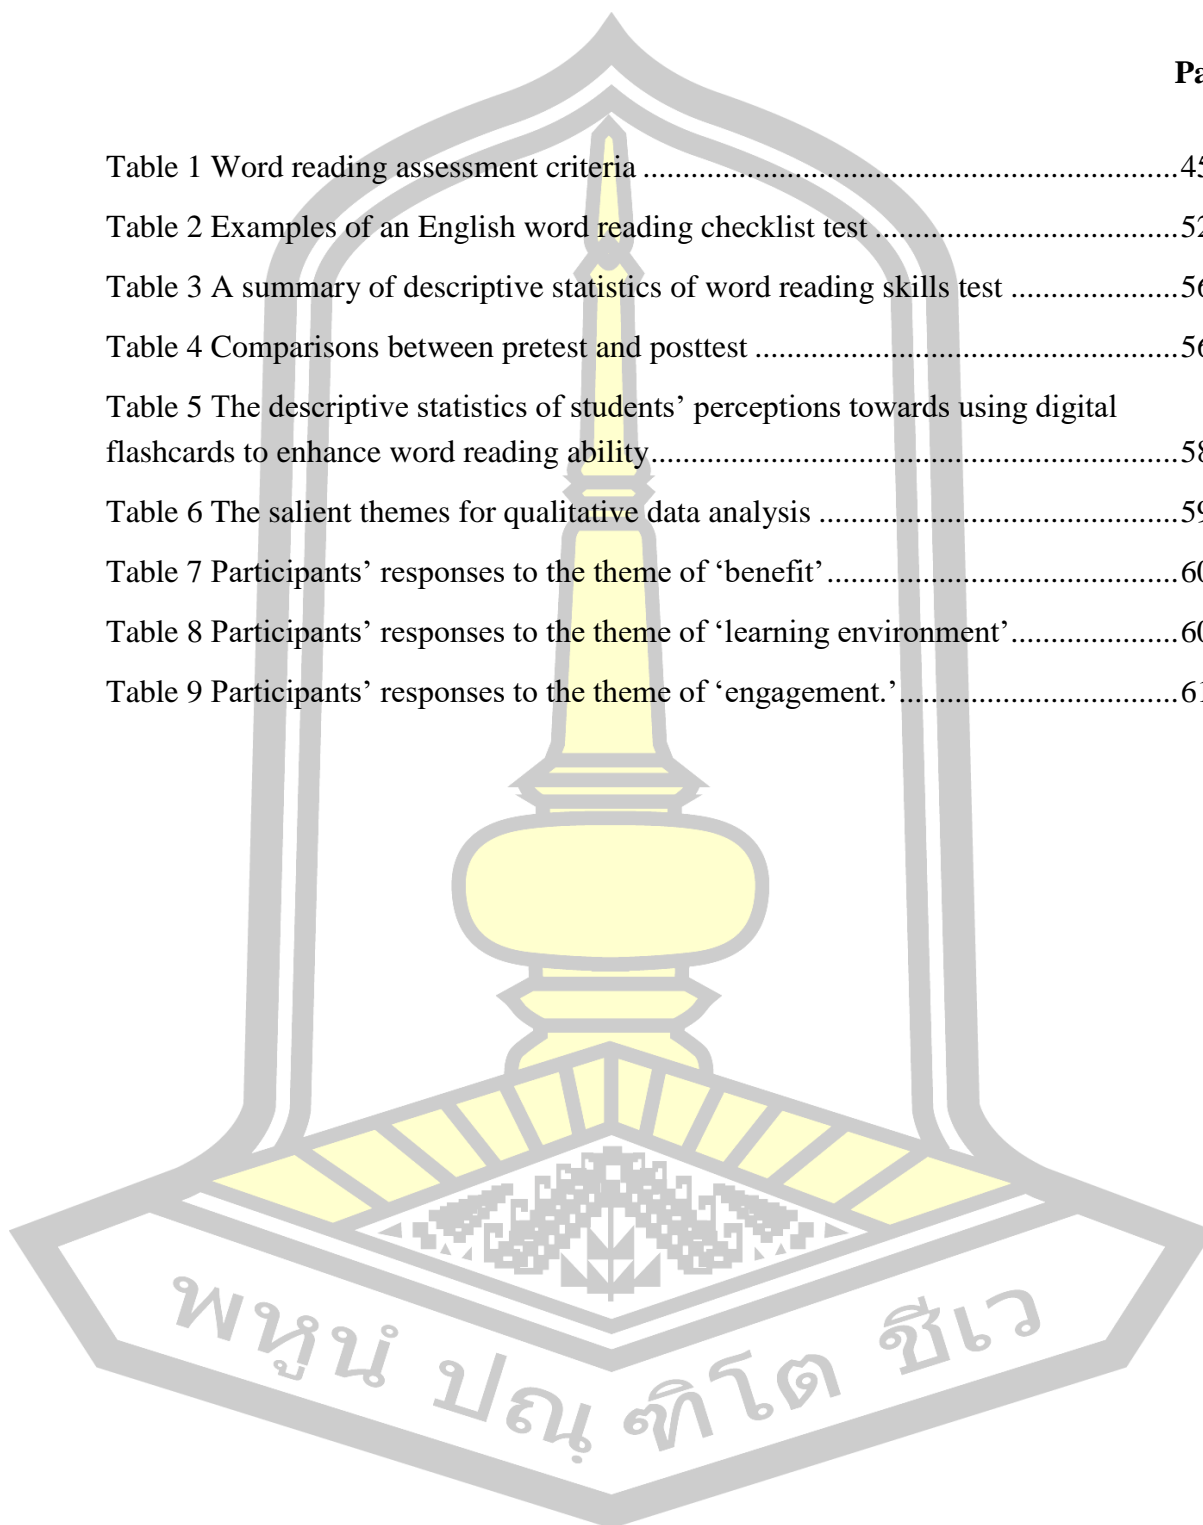 Pa
Table 1 Word reading assessment criteria ....................................................................45
Table 2 Examples of an English word reading checklist test ......................................52
Table 3 A summary of descriptive statistics of word reading skills test .....................56
Table 4 Comparisons between pretest and posttest .....................................................56
Table 5 The descriptive statistics of students’ perceptions towards using digital
flashcards to enhance word reading ability..................................................................58
Table 6 The salient themes for qualitative data analysis .............................................59
Table 7 Participants’ responses to the theme of ‘benefit’............................................60
Table 8 Participants’ responses to the theme of ‘learning environment’.....................60
Table 9 Participants’ responses to the theme of ‘engagement.’...................................61
พหูนํ ปณฺฑิโต ชีเว